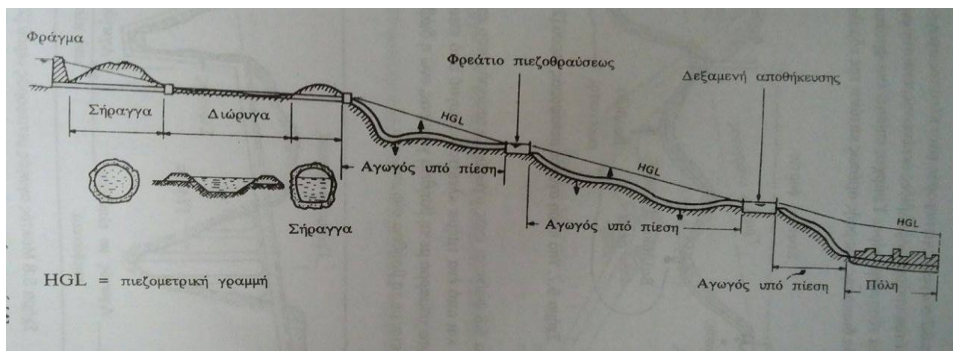 Φράγμα
Φρεάτιο πιεζοθραύσεως
Δεξαμενή αποθήκευσης
Σήραγγα
Διώρυγα
HGL
Αγωγός υπό πίεση
HGL
Σήραγγα
Αγωγός υπό πίεση
HGL
HGL = πιεζομετρική γραμμή
Αγωγός υπό πίεση
Πόλη